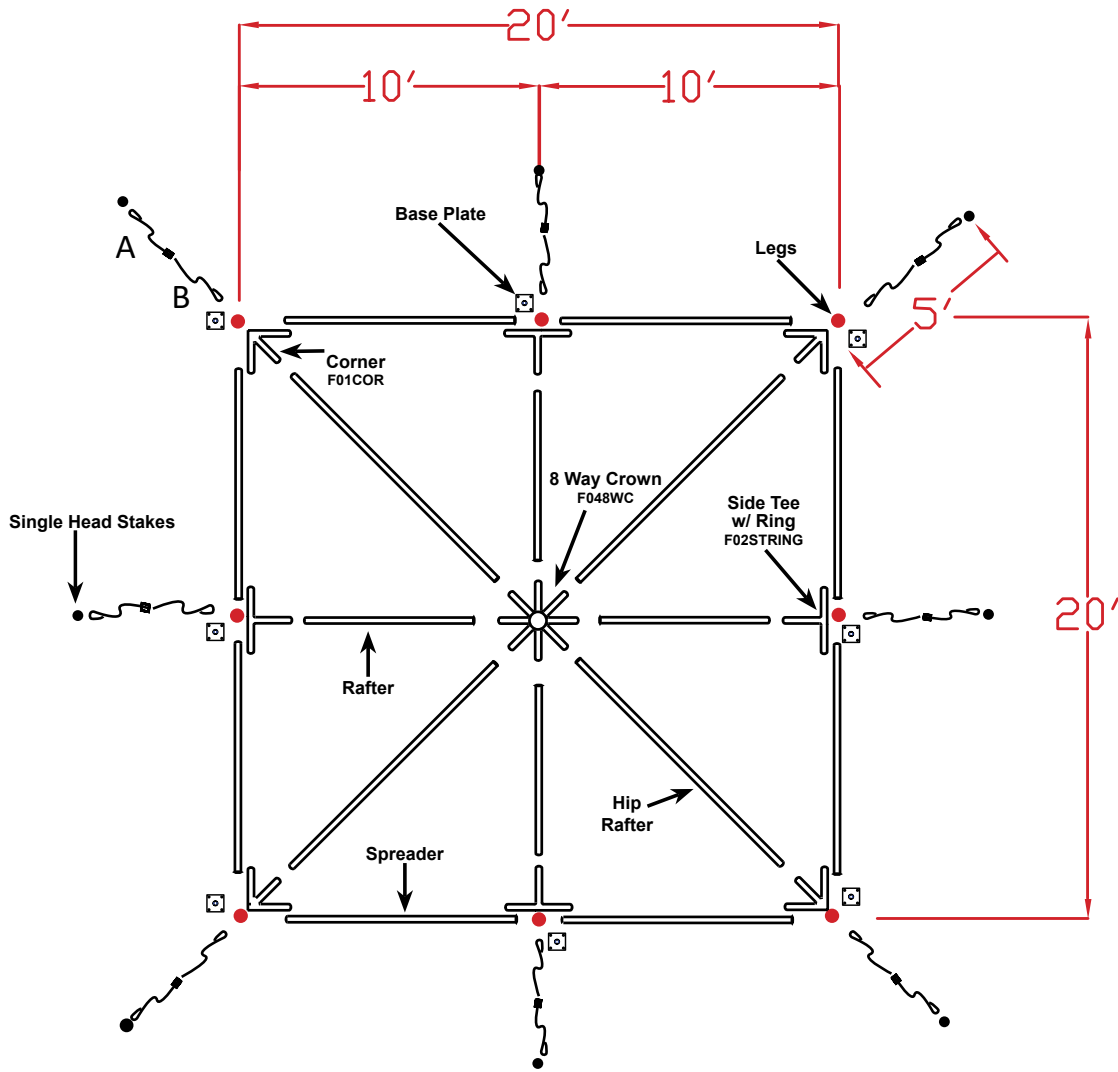 20'
10'
10'
Base Plate
Legs
A
B
5'
Corner
F01COR
8 Way Crown
F048WC
Side Tee
w/ Ring
F02STRING
Single Head Stakes
20'
Rafter
Hip
Rafter
Spreader